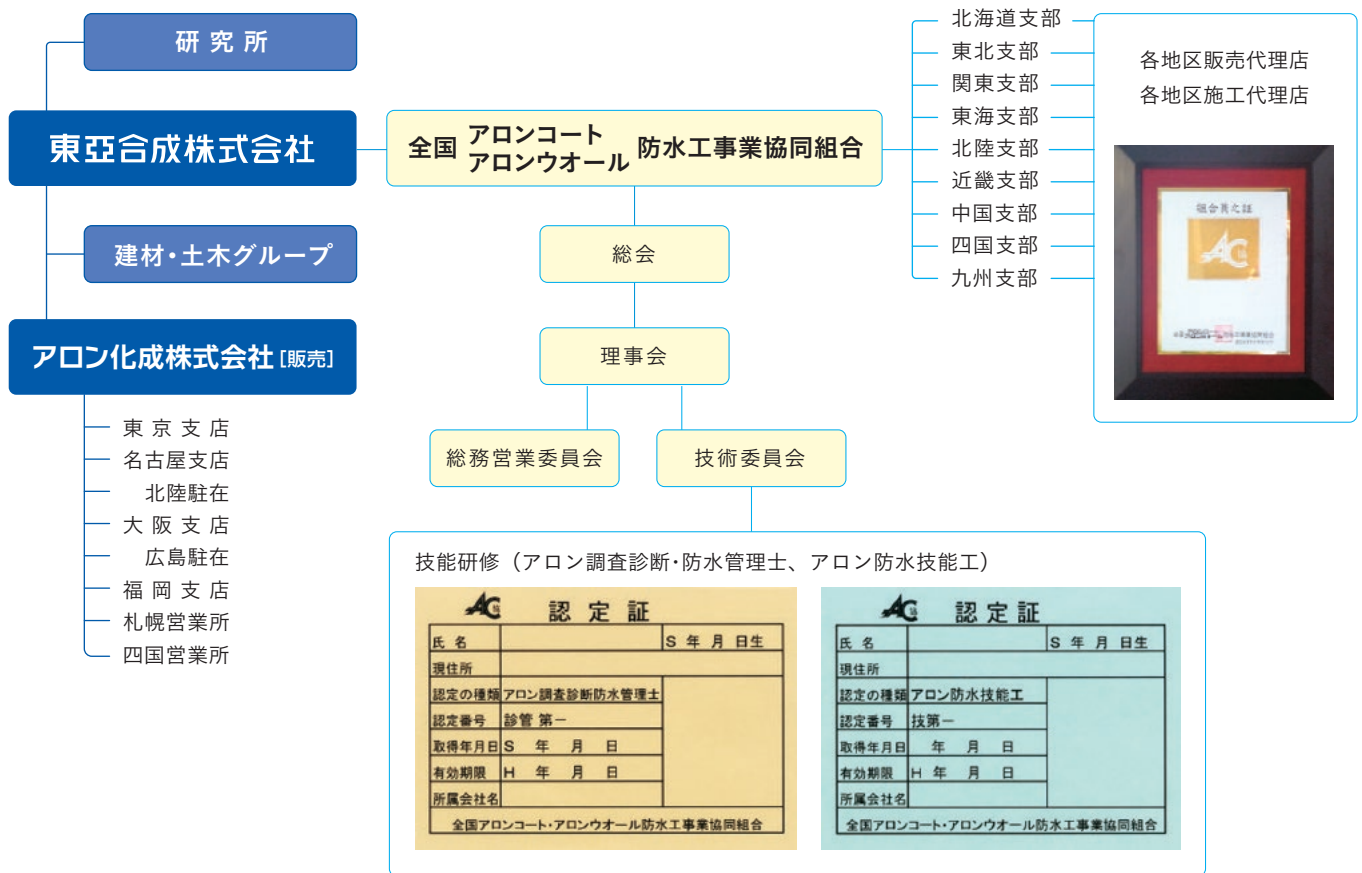 研究所
東亞合成株式会社
建材・土木グループ
アロン化成株式会社［販売］
東京支店
名古屋支店
北陸駐在
大阪支店
広島駐在
福岡支店
札幌営業所
四国営業所
全国 アロンコート アロンウオール 防水工事業協同組合
総会
理事会
総務営業委員会
技術委員会
北海道支部
東北支部
関東支部
東海支部
北陸支部
近畿支部
中国支部
四国支部
九州支部
各地区販売代理店
各地区施工代理店
組合員之証
AC
技能研修（アロン調査診断・防水管理士、アロン防水技能工）
AC協 認定証
氏名 S 年 月 日生
現住所
認定の種類 アロン調査診断防水管理士
認定番号 診管 第一
取得年月日 S 年 月 日
有効期限 H 年 月 日
所属会社名
全国アロンコート・アロンウオール防水工事業協同組合
AC協 認定証
氏名 S 年 月 日生
現住所
認定の種類 アロン防水技能工
認定番号 技第一
取得年月日 年 月 日
有効期限 H 年 月 日
所属会社名
全国アロンコート・アロンウオール防水工事業協同組合